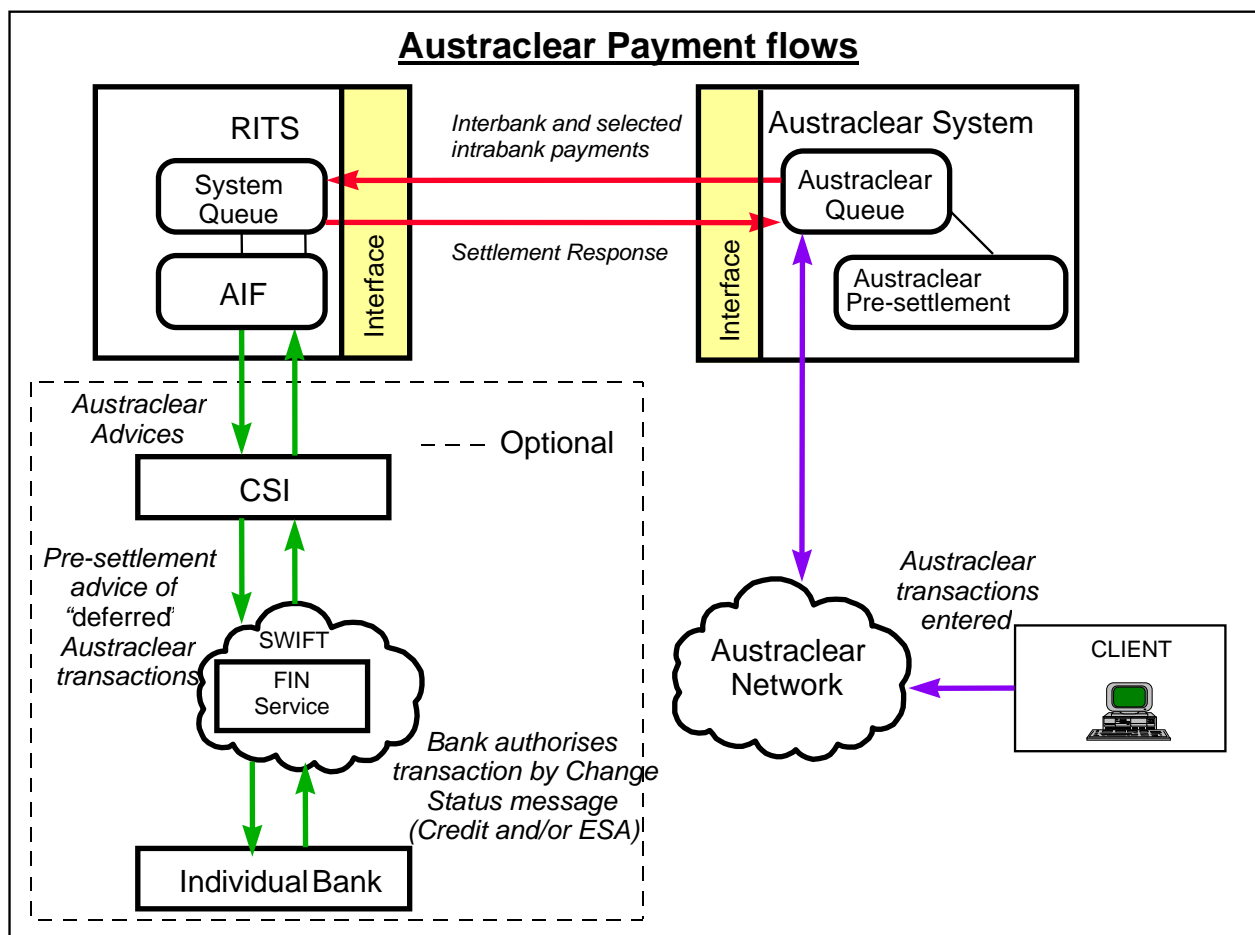 Austraclear Payment flows
RITS
System
Queue
AIF
Interface
Interbank and selected
intrabank payments
Settlement Response
Interface
Austraclear System
Austraclear
Queue
Austraclear
Pre-settlement
Austraclear
Advices
---- Optional
CSI
Pre-settlement
advice of
“deferred”
Austraclear
transactions
SWIFT
FIN
Service
Bank authorises
transaction by Change
Status message
(Credit and/or ESA)
Individual Bank
Austraclear
Network
Austraclear
transactions
entered
CLIENT